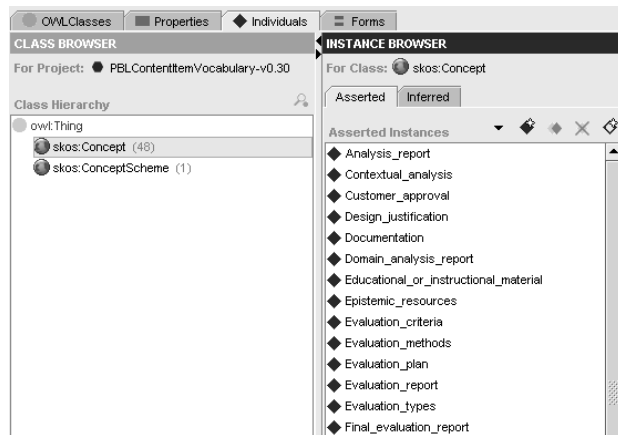 OWLClasses Properties Individuals Forms
CLASS BROWSER
For Project: PBLContentItemVocabulary-v0.30
Class Hierarchy
owl:Thing
skos:Concept (48)
skos:ConceptScheme (1)
INSTANCE BROWSER
For Class: skos:Concept
Asserted Inferred
Asserted Instances
Analysis_report
Contextual_analysis
Customer_approval
Design_justification
Documentation
Domain_analysis_report
Educational_or_instructional_material
Epistemic_resources
Evaluation_criteria
Evaluation_methods
Evaluation_plan
Evaluation_report
Evaluation_types
Final_evaluation_report